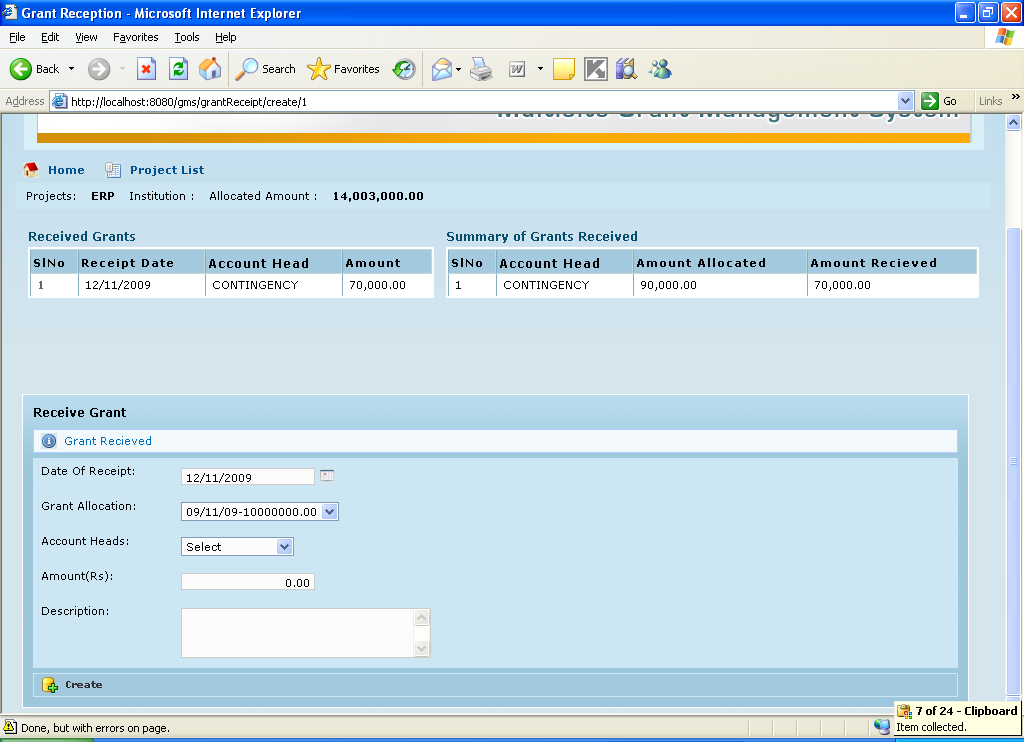 Grant Reception - Microsoft Internet Explorer
File Edit View Favorites Tools Help
Back Search Favorites
Address http://localhost:8080/gms/grantReceipt/create/1 Go Links »
Multisite Grant Management System
Home Project List
Projects: ERP Institution : Allocated Amount : 14,003,000.00
Received Grants Summary of Grants Received
SlNo Receipt Date Account Head Amount SlNo Account Head Amount Allocated Amount Recieved
1 12/11/2009 CONTINGENCY 70,000.00 1 CONTINGENCY 90,000.00 70,000.00
Receive Grant
Grant Recieved
Date Of Receipt: 12/11/2009
Grant Allocation: 09/11/09-10000000.00
Account Heads: Select
Amount(Rs): 0.00
Description:
Create
7 of 24 - Clipboard
Item collected.
Done, but with errors on page.